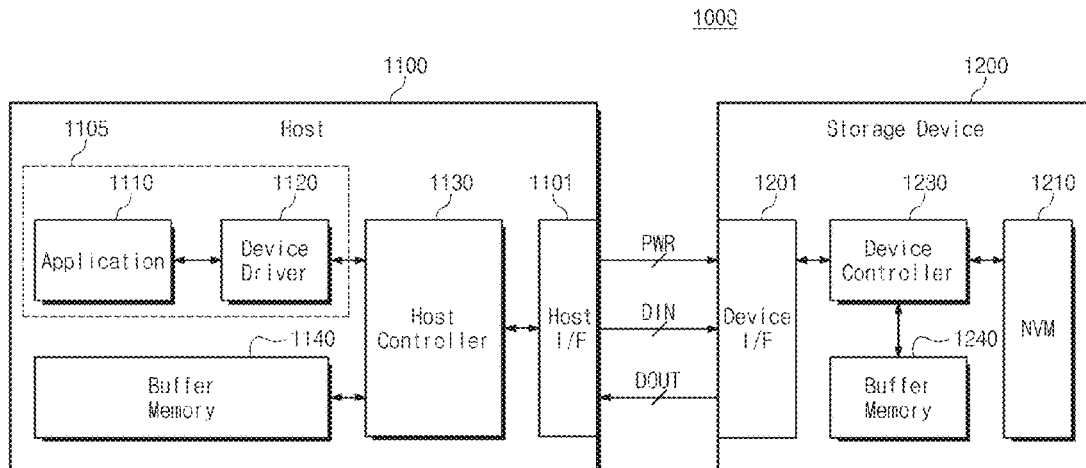 1000
1100
1200
Host
Storage Device
1105
1110
1120
1130
1101
1201
1230
1210
Application
Device
Driver
Host
Controller
Host
I/F
PWR
DIN
DOUT
Device
I/F
Device
Controller
NVM
1140
Buffer
Memory
1240
Buffer
Memory